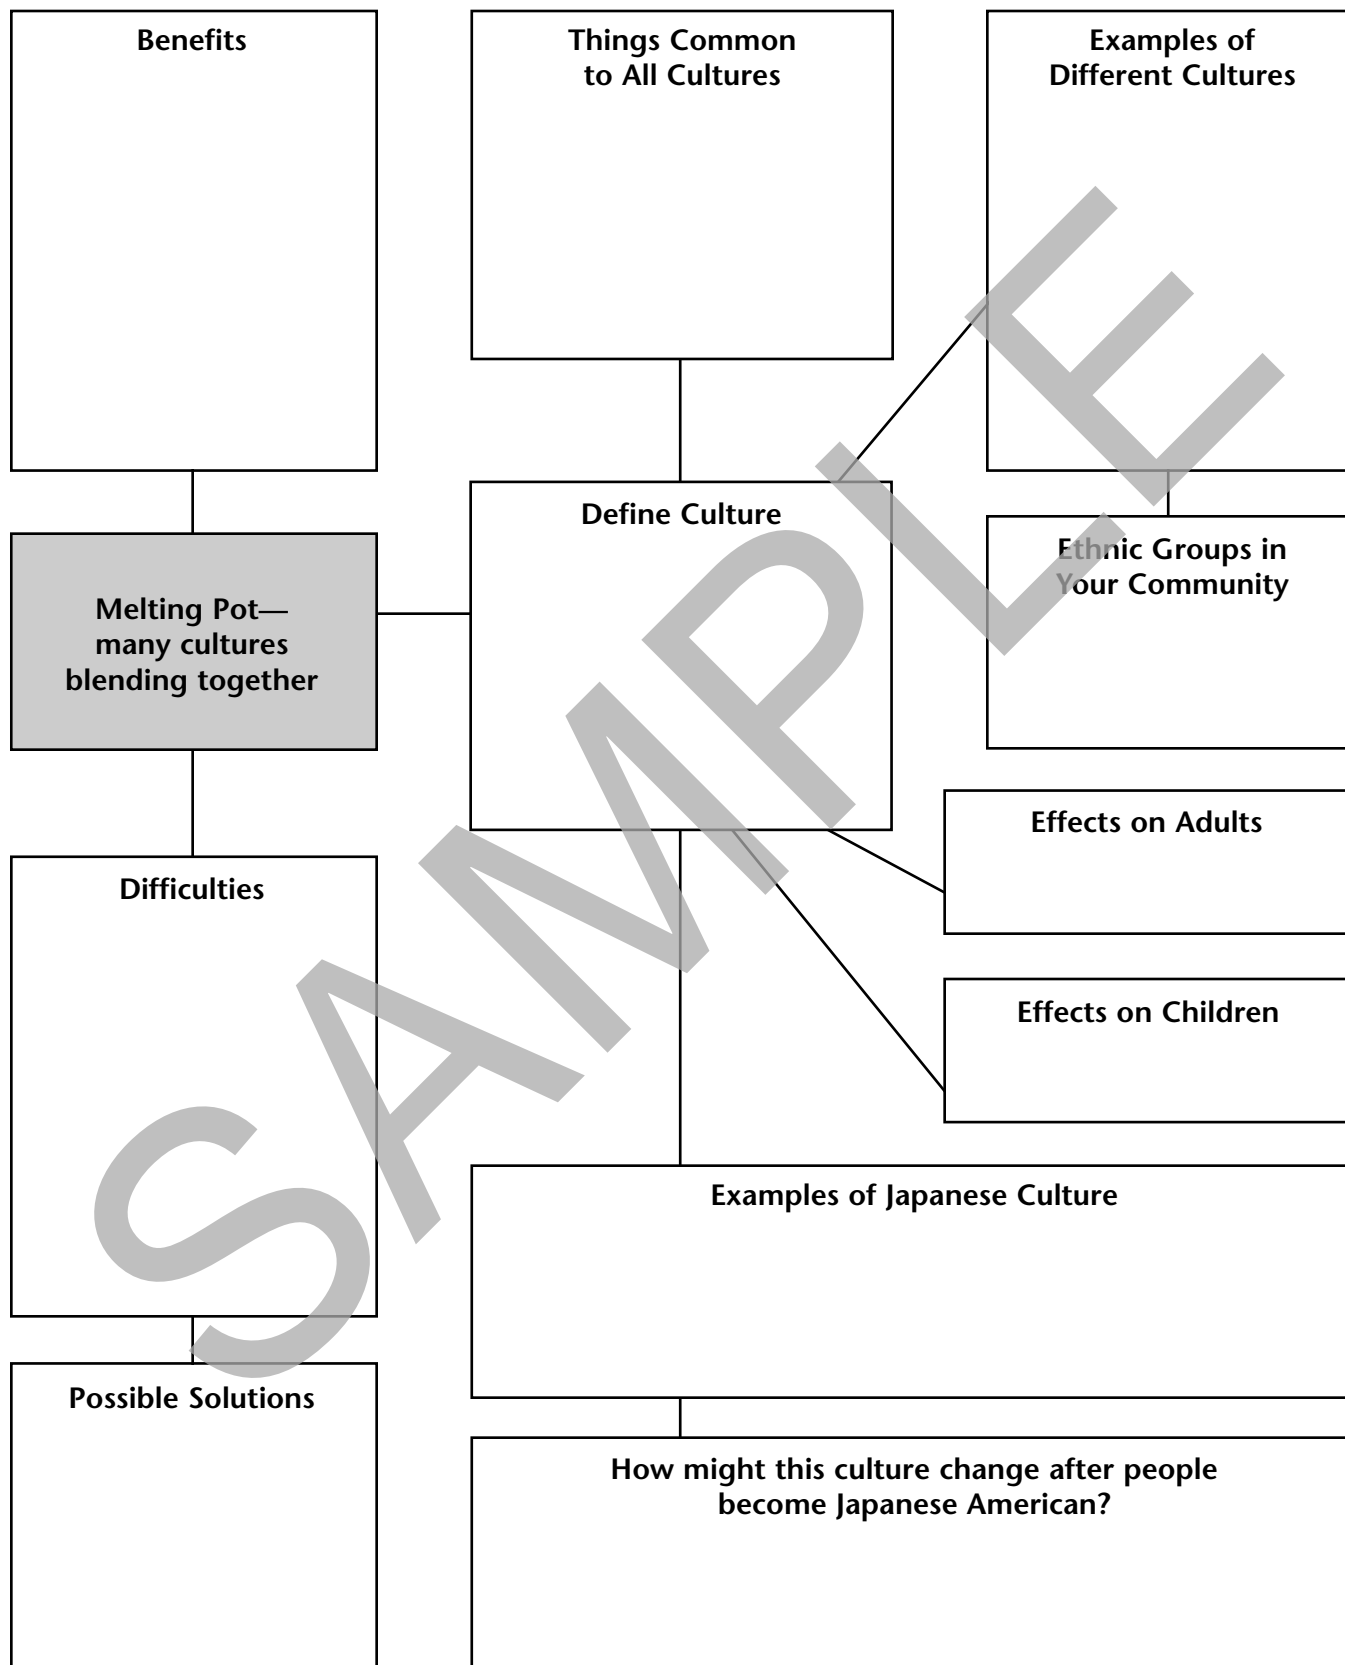 Benefits
Things Common
to All Cultures
Examples of
Different Cultures
Define Culture
Ethnic Groups in
Your Community
Melting Pot—
many cultures
blending together
Effects on Adults
Difficulties
Effects on Children
Examples of Japanese Culture
Possible Solutions
How might this culture change after people
become Japanese American?
SAMPLE